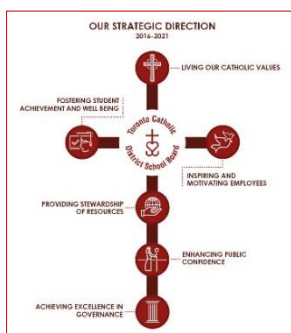 OUR STRATEGIC DIRECTION
2016-2021
LIVING OUR CATHOLIC VALUES
FOSTERING STUDENT
ACHIEVEMENT AND WELL BEING
Toronto Catholic
District School Board
INSPIRING AND
MOTIVATING EMPLOYEES
PROVIDING STEWARDSHIP
OF RESOURCES
ENHANCING PUBLIC
CONFIDENCE
ACHIEVING EXCELLENCE IN
GOVERNANCE